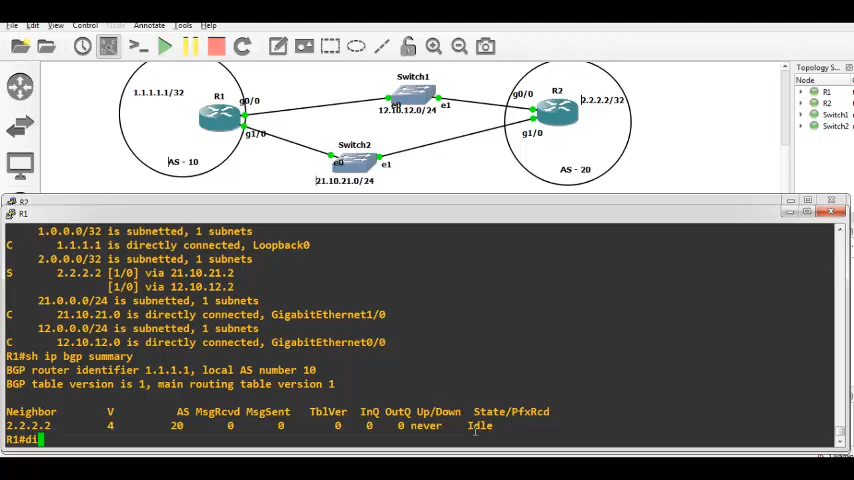 File Edit View Control Node Annotate Tools Help
Topology S
Node
R1
R2
Switch1
Switch2
1.1.1.1/32
R1
g0/0
g1/0
AS - 10
Switch1
e0
e1
12.10.12.0/24
Switch2
e0
e1
21.10.21.0/24
R2
g0/0
2.2.2.2/32
g1/0
AS - 20
R2
R1
1.0.0.0/32 is subnetted, 1 subnets
C 1.1.1.1 is directly connected, Loopback0
2.0.0.0/32 is subnetted, 1 subnets
S 2.2.2.2 [1/0] via 21.10.21.2
[1/0] via 12.10.12.2
21.0.0.0/24 is subnetted, 1 subnets
C 21.10.21.0 is directly connected, GigabitEthernet1/0
12.0.0.0/24 is subnetted, 1 subnets
C 12.10.12.0 is directly connected, GigabitEthernet0/0
R1#sh ip bgp summary
BGP router identifier 1.1.1.1, local AS number 10
BGP table version is 1, main routing table version 1
Neighbor V AS MsgRcvd MsgSent TblVer InQ OutQ Up/Down State/PfxRcd
2.2.2.2 4 20 0 0 0 0 0 never Idle
R1#di